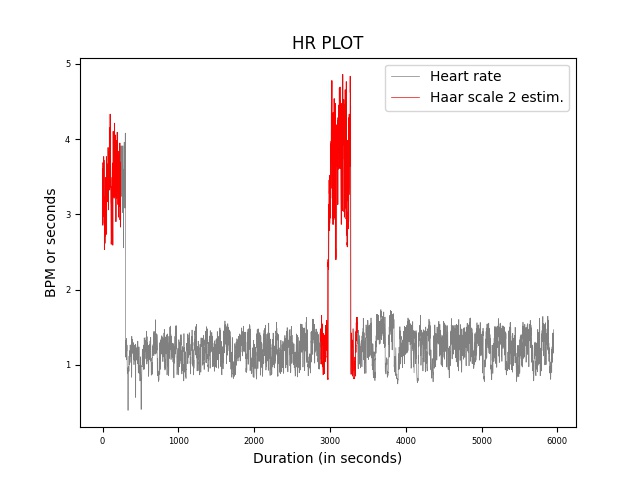 HR PLOT
Heart rate
Haar scale 2 estim.
5
4
3
2
1
BPM or seconds
0 1000 2000 3000 4000 5000 6000
Duration (in seconds)